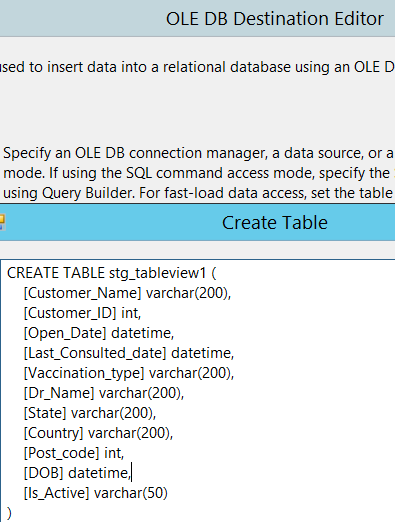 OLE DB Destination Editor
used to insert data into a relational database using an OLE D
Specify an OLE DB connection manager, a data source, or a
mode. If using the SQL command access mode, specify the
using Query Builder. For fast-load data access, set the table
Create Table
CREATE TABLE stg_tableview1 (
[Customer_Name] varchar(200),
[Customer_ID] int,
[Open_Date] datetime,
[Last_Consulted_date] datetime,
[Vaccination_type] varchar(200),
[Dr_Name] varchar(200),
[State] varchar(200),
[Country] varchar(200),
[Post_code] int,
[DOB] datetime,
[Is_Active] varchar(50)
)